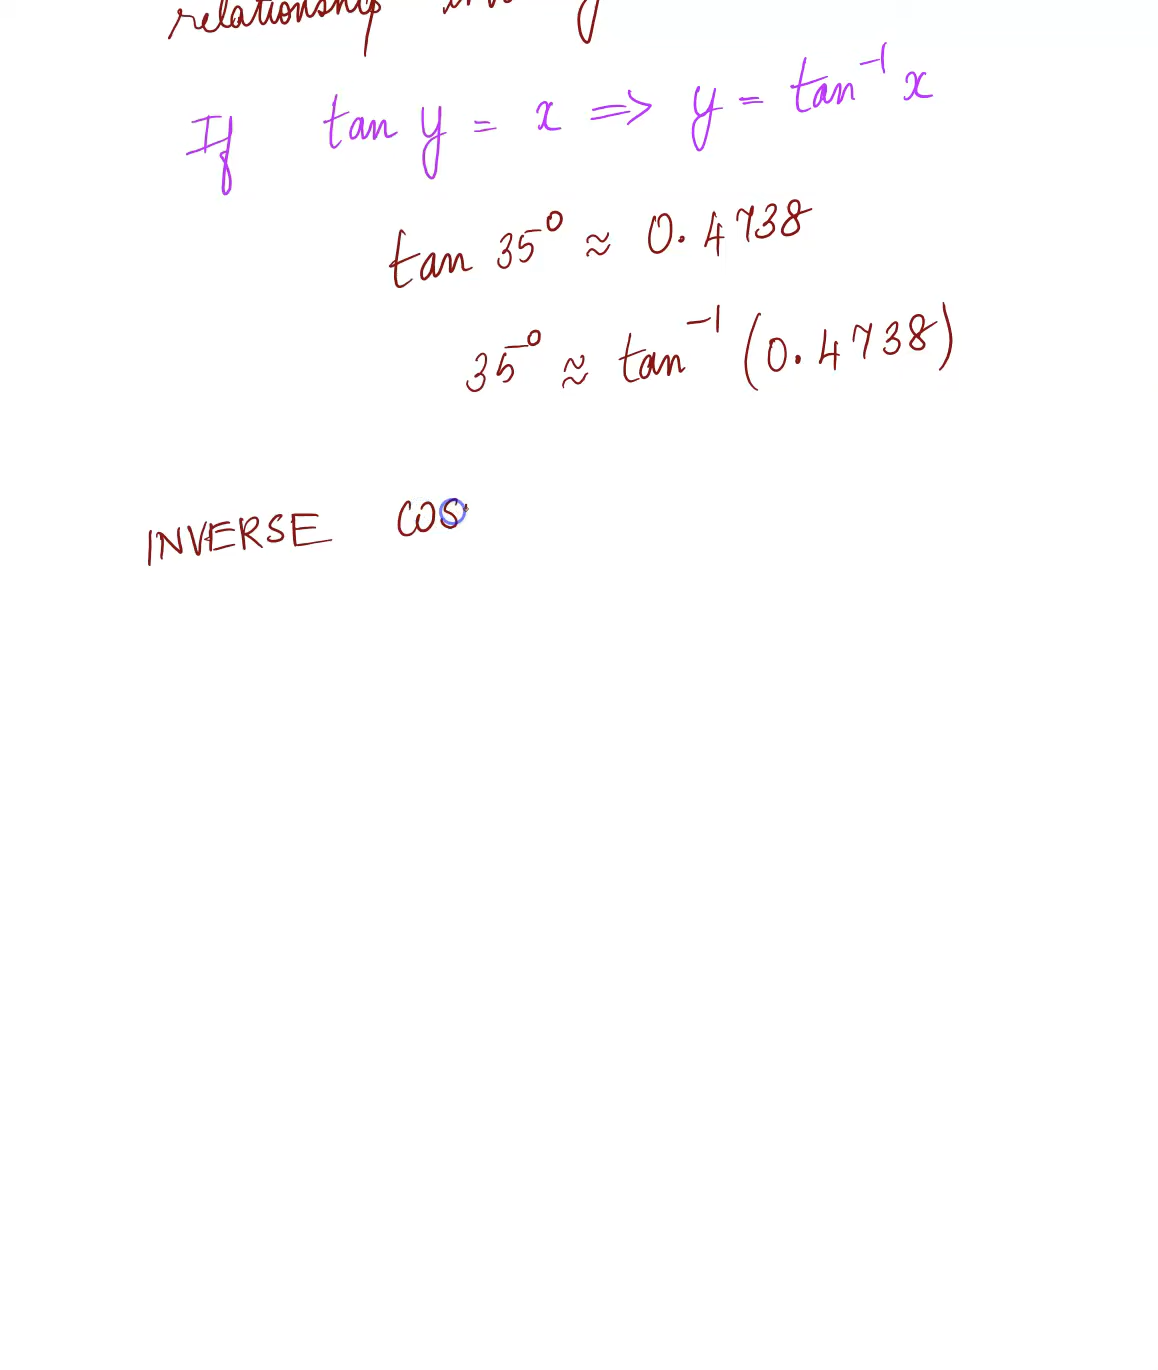 relationship
If tan y = x ⇒ y = tan⁻¹ x
tan 35° ≈ 0.4738
35° ≈ tan⁻¹ (0.4738)
INVERSE COS